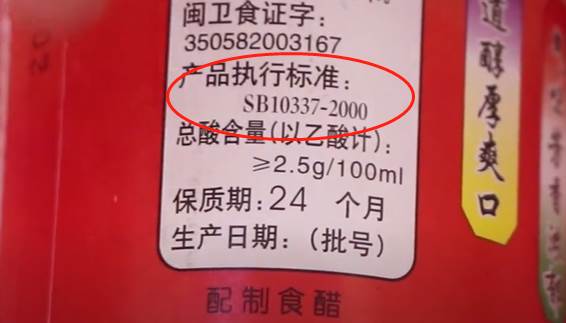 闽卫食证字:
350582003167
产品执行标准:
SB10337-2000
总酸含量(以乙酸计):
≥2.5g/100ml
保质期:24 个月
生产日期:(批号)
配制食醋
道醇厚爽口